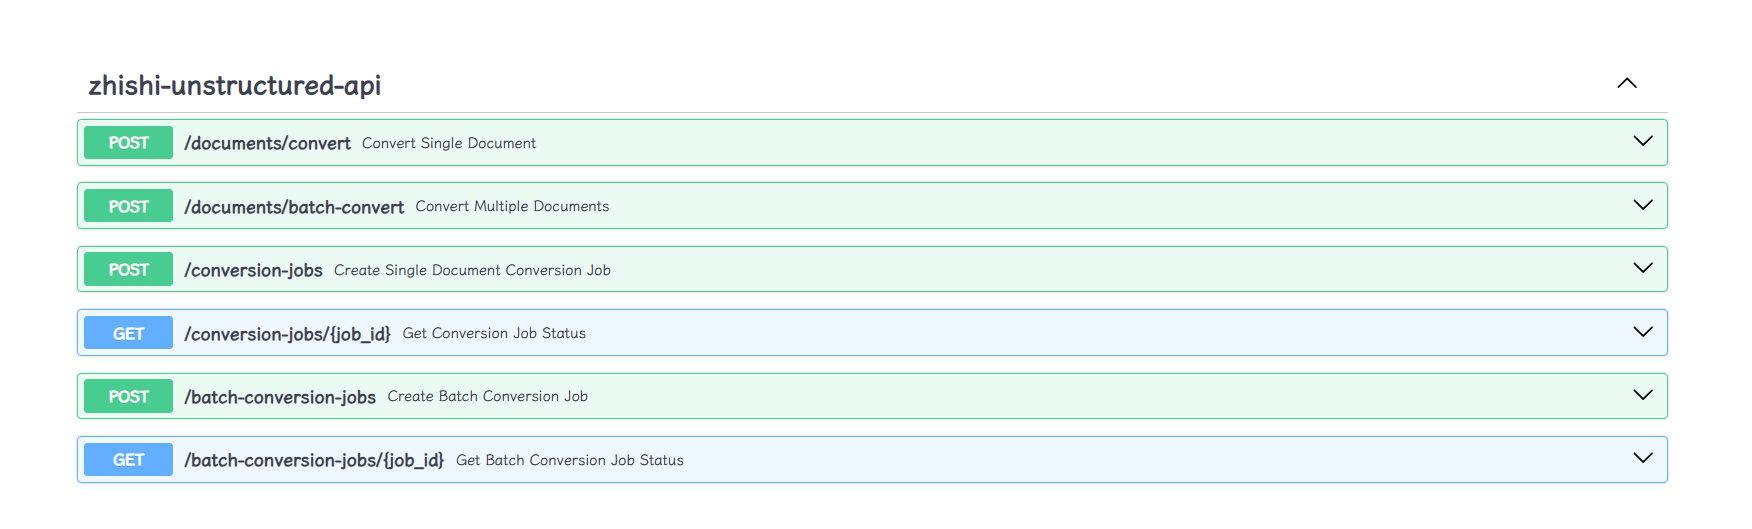 zhishi-unstructured-api
POST /documents/convert Convert Single Document
POST /documents/batch-convert Convert Multiple Documents
POST /conversion-jobs Create Single Document Conversion Job
GET /conversion-jobs/{job_id} Get Conversion Job Status
POST /batch-conversion-jobs Create Batch Conversion Job
GET /batch-conversion-jobs/{job_id} Get Batch Conversion Job Status